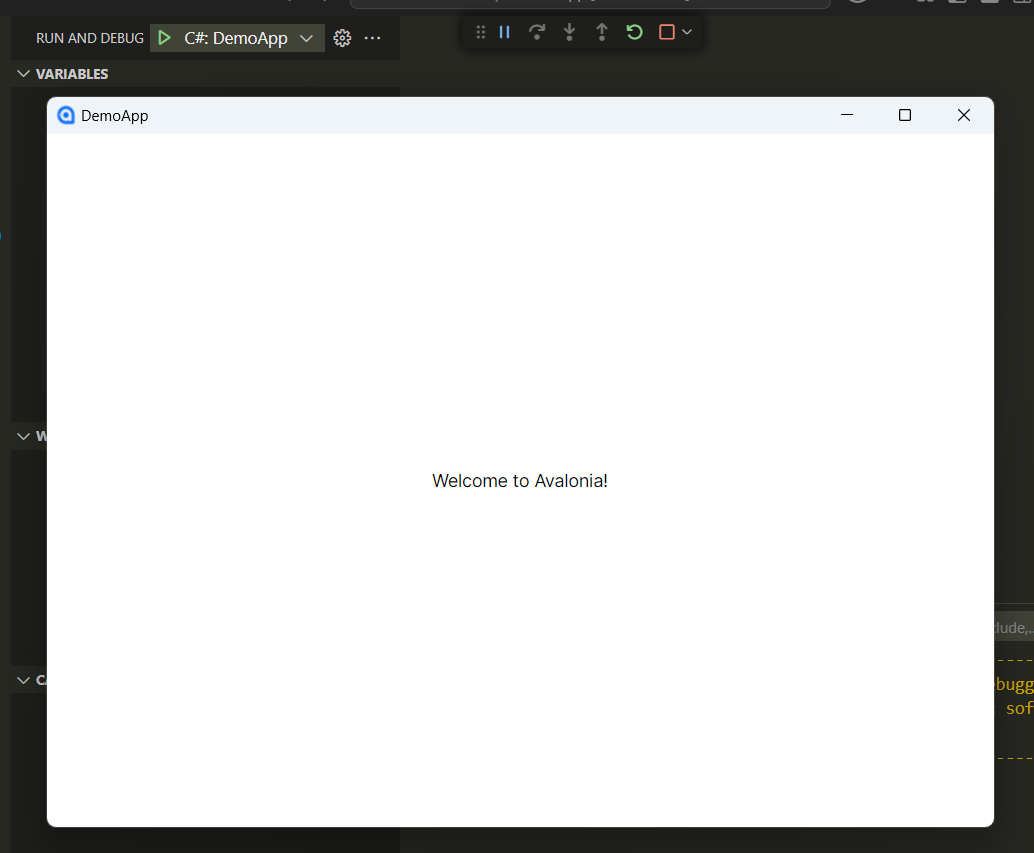 RUN AND DEBUG
C#: DemoApp
VARIABLES
DemoApp
Welcome to Avalonia!